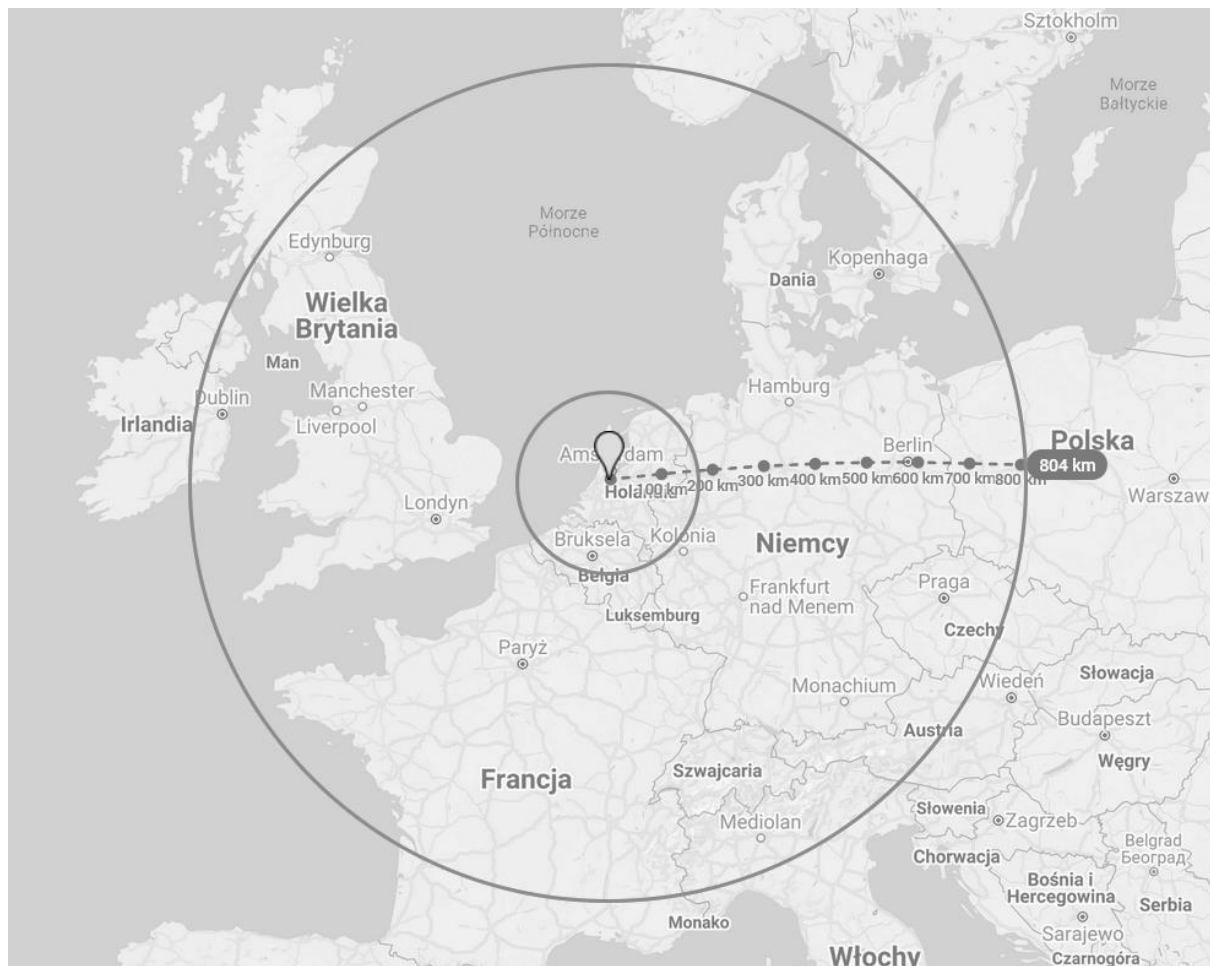 Sztokholm
Morze
Bałtyckie
Morze
Północne
Edynburg
Kopenhaga
Dania
Wielka
Brytania
Man
Hamburg
Manchester
Dublin
Liverpool
Irlandia
Polska
Berlin
Amsterdam
804 km
100 km
200 km
300 km
400 km
500 km
600 km
700 km
800 km
Holandia
Warszaw
Londyn
Bruksela
Kolonia
Niemcy
Belgia
Frankfurt
nad Menem
Praga
Luksemburg
Czechy
Paryż
Słowacja
Monachium
Wiedeń
Budapeszt
Austria
Węgry
Francja
Szwajcaria
Słowenia
Mediolan
Zagrzeb
Belgrad
Београд
Chorwacja
Bośnia i
Hercegowina
Serbia
Monako
Sarajewo
Włochy
Czarnogóra